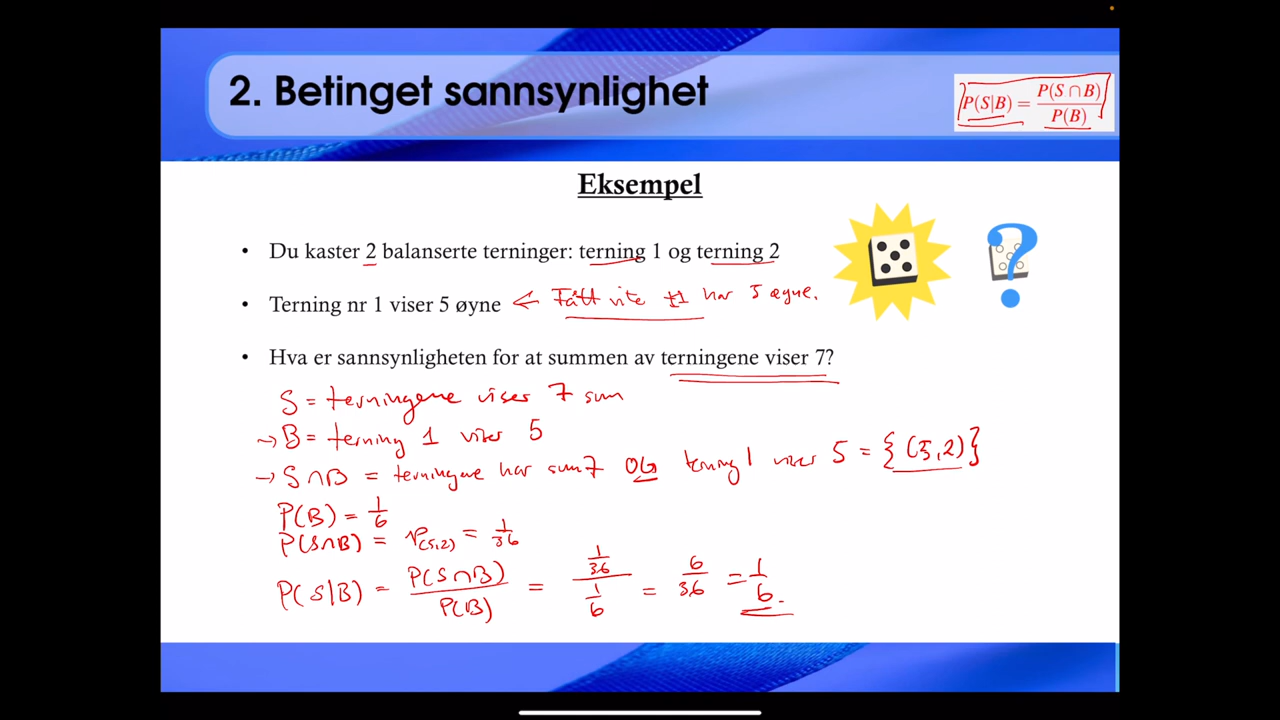 2. Betinget sannsynlighet
P(S|B) = P(S ∩ B) / P(B)
Eksempel
• Du kaster 2 balanserte terninger: terning 1 og terning 2
• Terning nr 1 viser 5 øyne ← Fått vite t1 har 5 øyne.
• Hva er sannsynligheten for at summen av terningene viser 7?
S = terningene viser 7 sum
→ B = terning 1 viser 5
→ S∩B = terningene har sum 7 OG terning 1 viser 5 = {(5,2)}
P(B) = 1/6
P(S∩B) = P(5,2) = 1/36
P(S|B) = P(S∩B)/P(B) = (1/36)/(1/6) = 6/36 = 1/6.
?